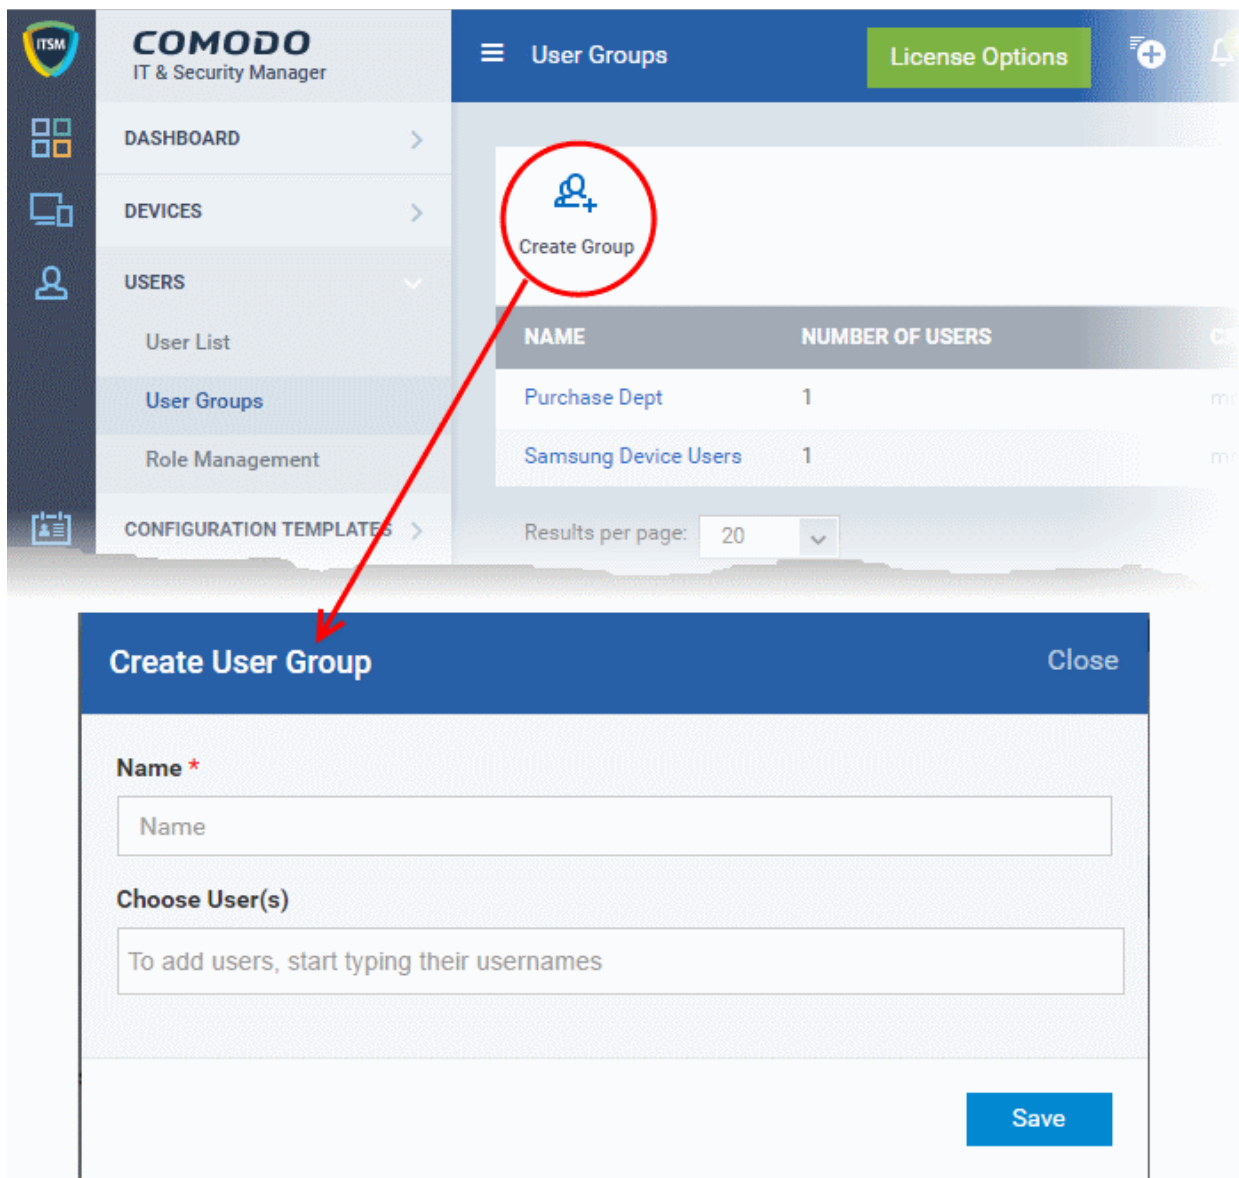 ITSM
COMODO
IT & Security Manager
User Groups
License Options
DASHBOARD
DEVICES
USERS
User List
User Groups
Role Management
CONFIGURATION TEMPLATES
Create Group
NAME NUMBER OF USERS
Purchase Dept 1
Samsung Device Users 1
Results per page: 20
Create User Group Close
Name *
Name
Choose User(s)
To add users, start typing their usernames
Save